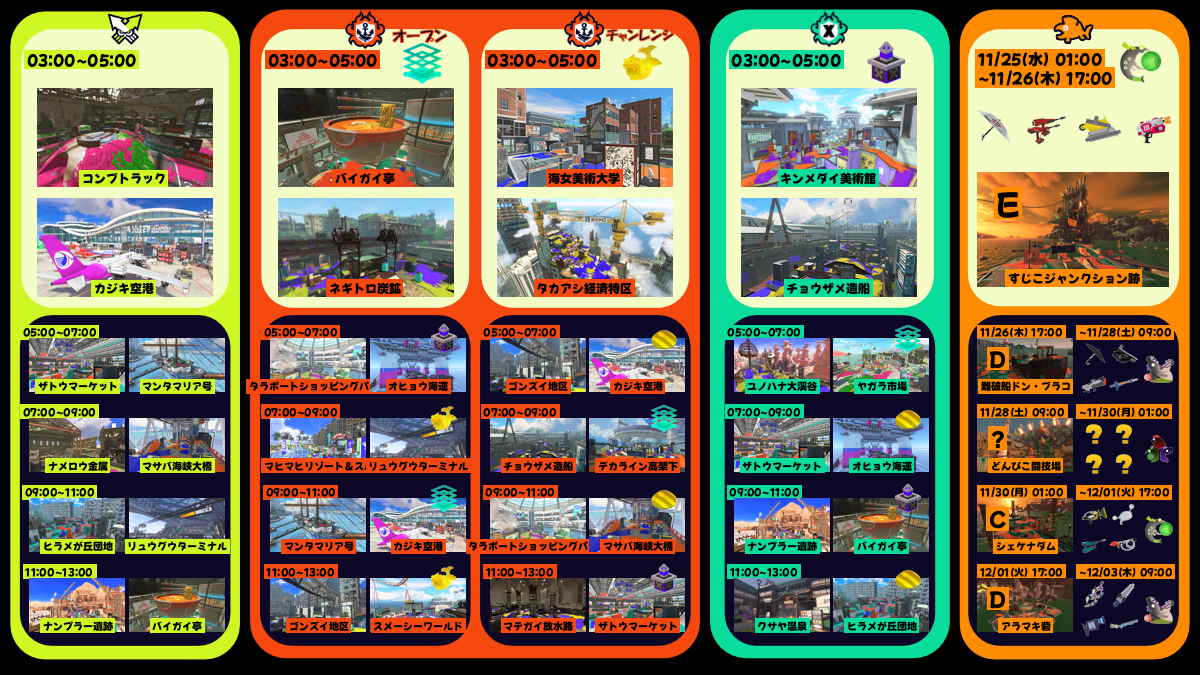 03:00~05:00
コンブトラック
カジキ空港
05:00~07:00
ザトウマーケット
マンタマリア号
07:00~09:00
ナメロウ金属
マサバ海峡大橋
09:00~11:00
ヒラメが丘団地
リュウグウターミナル
11:00~13:00
ナンプラー遺跡
バイガイ亭
オープン
03:00~05:00
バイガイ亭
ネギトロ炭鉱
05:00~07:00
タラポートショッピングパ
オヒョウ海運
07:00~09:00
マヒマヒリゾート&ス
リュウグウターミナル
09:00~11:00
マンタマリア号
カジキ空港
11:00~13:00
ゴンズイ地区
スメーシーワールド
チャンレンジ
03:00~05:00
海女美術大学
タカアシ経済特区
05:00~07:00
ゴンズイ地区
カジキ空港
07:00~09:00
チョウザメ造船
デカライン高架下
09:00~11:00
タラポートショッピングパ
マサバ海峡大橋
11:00~13:00
マテガイ放水路
ザトウマーケット
X
03:00~05:00
キンメダイ美術館
チョウザメ造船
05:00~07:00
ユノハナ大渓谷
ヤガラ市場
07:00~09:00
ザトウマーケット
オヒョウ海運
09:00~11:00
ナンプラー遺跡
バイガイ亭
11:00~13:00
クサヤ温泉
ヒラメが丘団地
11/25(水) 01:00
~11/26(木) 17:00
E
すじこジャンクション跡
11/26(木) 17:00
~11/28(土) 09:00
D
難破船ドン・ブラコ
11/28(土) 09:00
~11/30(月) 01:00
?
? ?
? ?
どんぴこ闘技場
11/30(月) 01:00
~12/01(火) 17:00
C
シェケナダム
12/01(火) 17:00
~12/03(木) 09:00
D
アラマキ砦